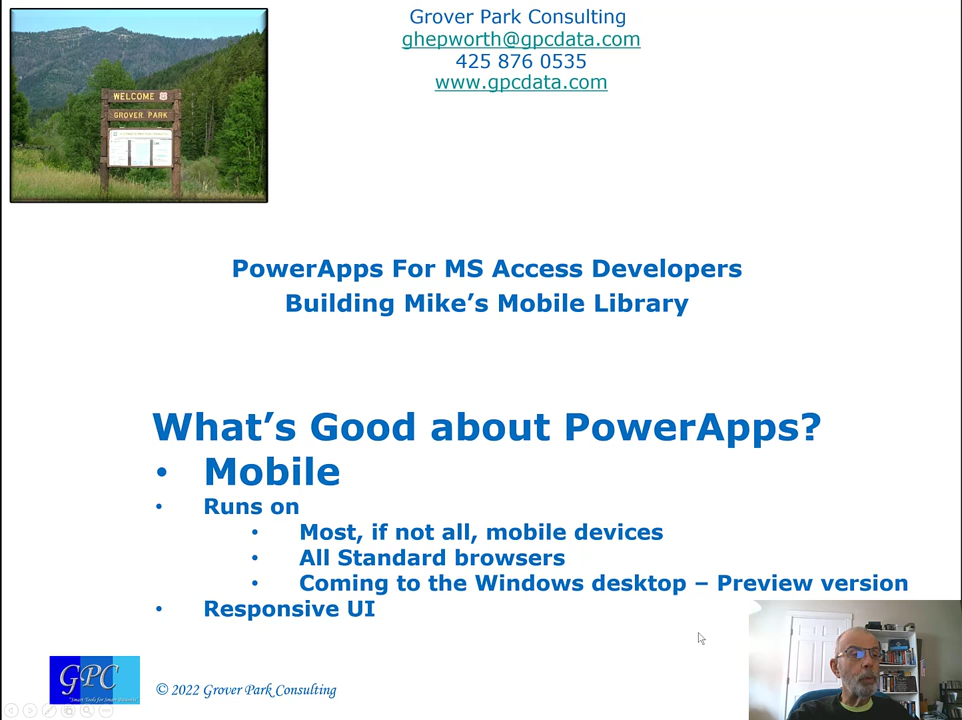 WELCOME
GROVER PARK
Grover Park Consulting
ghepworth@gpcdata.com
425 876 0535
www.gpcdata.com
PowerApps For MS Access Developers
Building Mike's Mobile Library
What's Good about PowerApps?
• Mobile
• Runs on
• Most, if not all, mobile devices
• All Standard browsers
• Coming to the Windows desktop – Preview version
• Responsive UI
GPC
© 2022 Grover Park Consulting